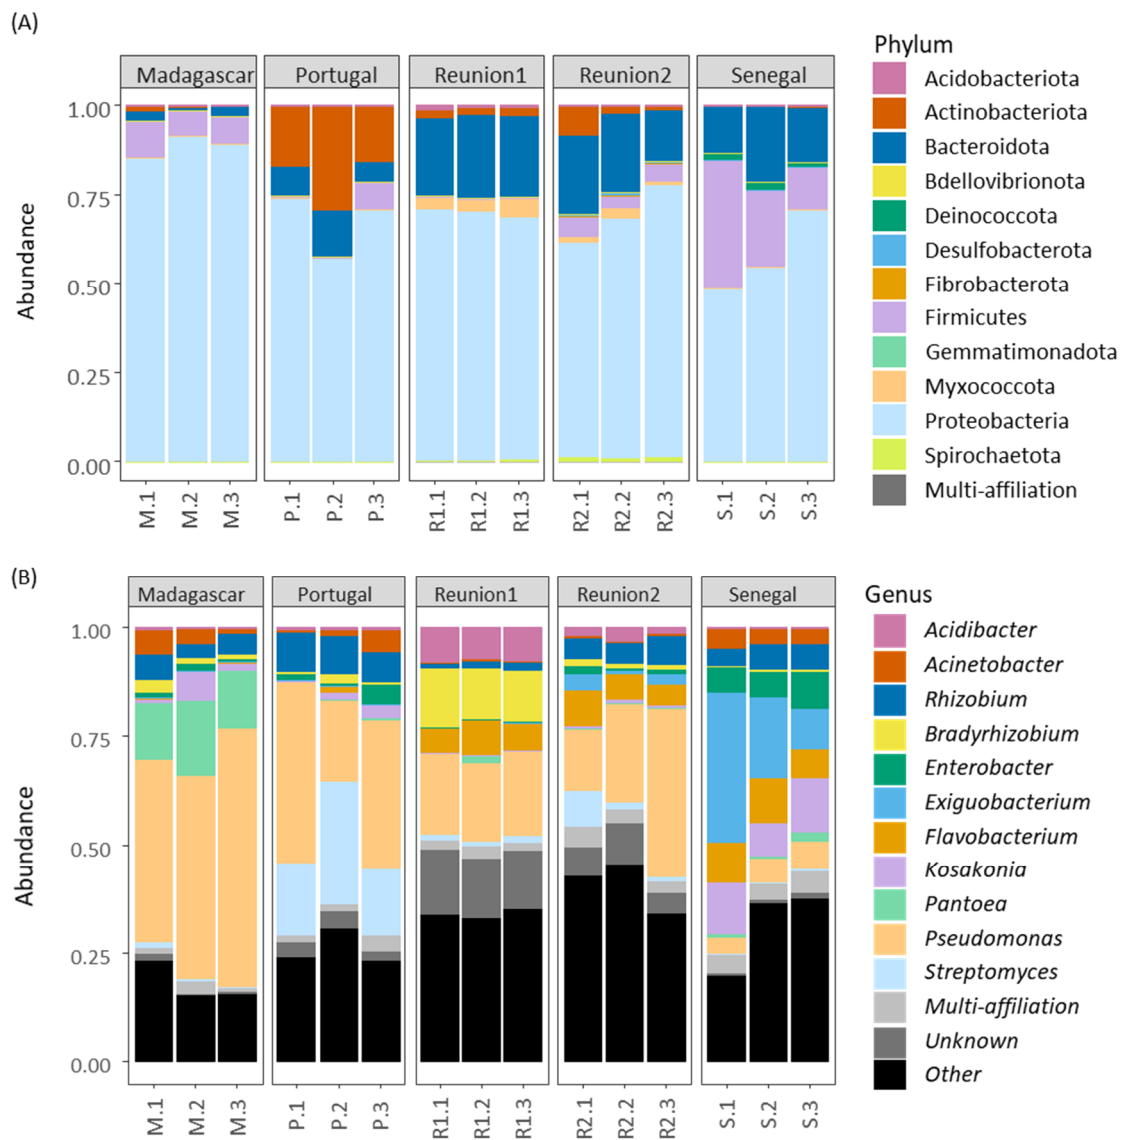 (A)
Madagascar Portugal Reunion1 Reunion2 Senegal
Phylum
Acidobacteriota
Actinobacteriota
Bacteroidota
Bdellovibrionota
Deinococcota
Desulfobacterota
Fibrobacterota
Firmicutes
Gemmatimonadota
Myxococcota
Proteobacteria
Spirochaetota
Multi-affiliation
Abundance
1.00
0.75
0.50
0.25
0.00
M.1 M.2 M.3 P.1 P.2 P.3 R1.1 R1.2 R1.3 R2.1 R2.2 R2.3 S.1 S.2 S.3
(B)
Madagascar Portugal Reunion1 Reunion2 Senegal
Genus
Acidibacter
Acinetobacter
Rhizobium
Bradyrhizobium
Enterobacter
Exiguobacterium
Flavobacterium
Kosakonia
Pantoea
Pseudomonas
Streptomyces
Multi-affiliation
Unknown
Other
Abundance
1.00
0.75
0.50
0.25
0.00
M.1 M.2 M.3 P.1 P.2 P.3 R1.1 R1.2 R1.3 R2.1 R2.2 R2.3 S.1 S.2 S.3